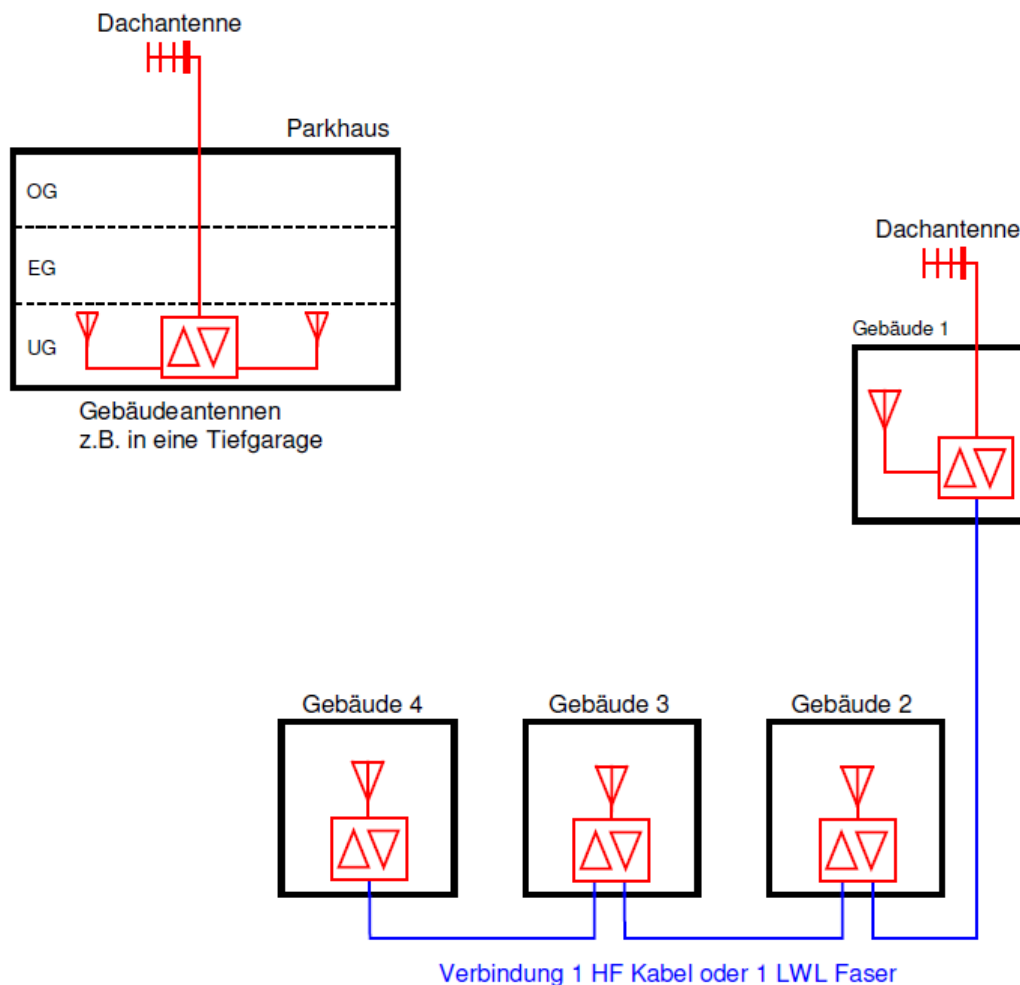 Dachantenne
Parkhaus
OG
EG
UG
Gebäudeantennen
z.B. in eine Tiefgarage
Dachantenne
Gebäude 1
Gebäude 4
Gebäude 3
Gebäude 2
Verbindung 1 HF Kabel oder 1 LWL Faser